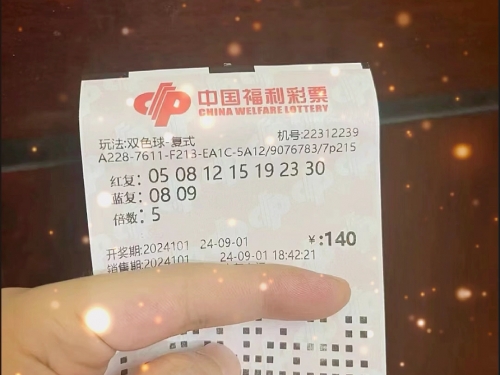 中国福利彩票
CHINA WELFARE LOTTERY
玩法:双色球-复式 机号:22312239
A228-7611-F213-EA1C-5A12/9076783/7p215
红复: 05 08 12 15 19 23 30
蓝复: 08 09
倍数: 5
开奖期:2024101 24-09-01 ¥:140
销售期:2024101 24-09-01 18:42:21